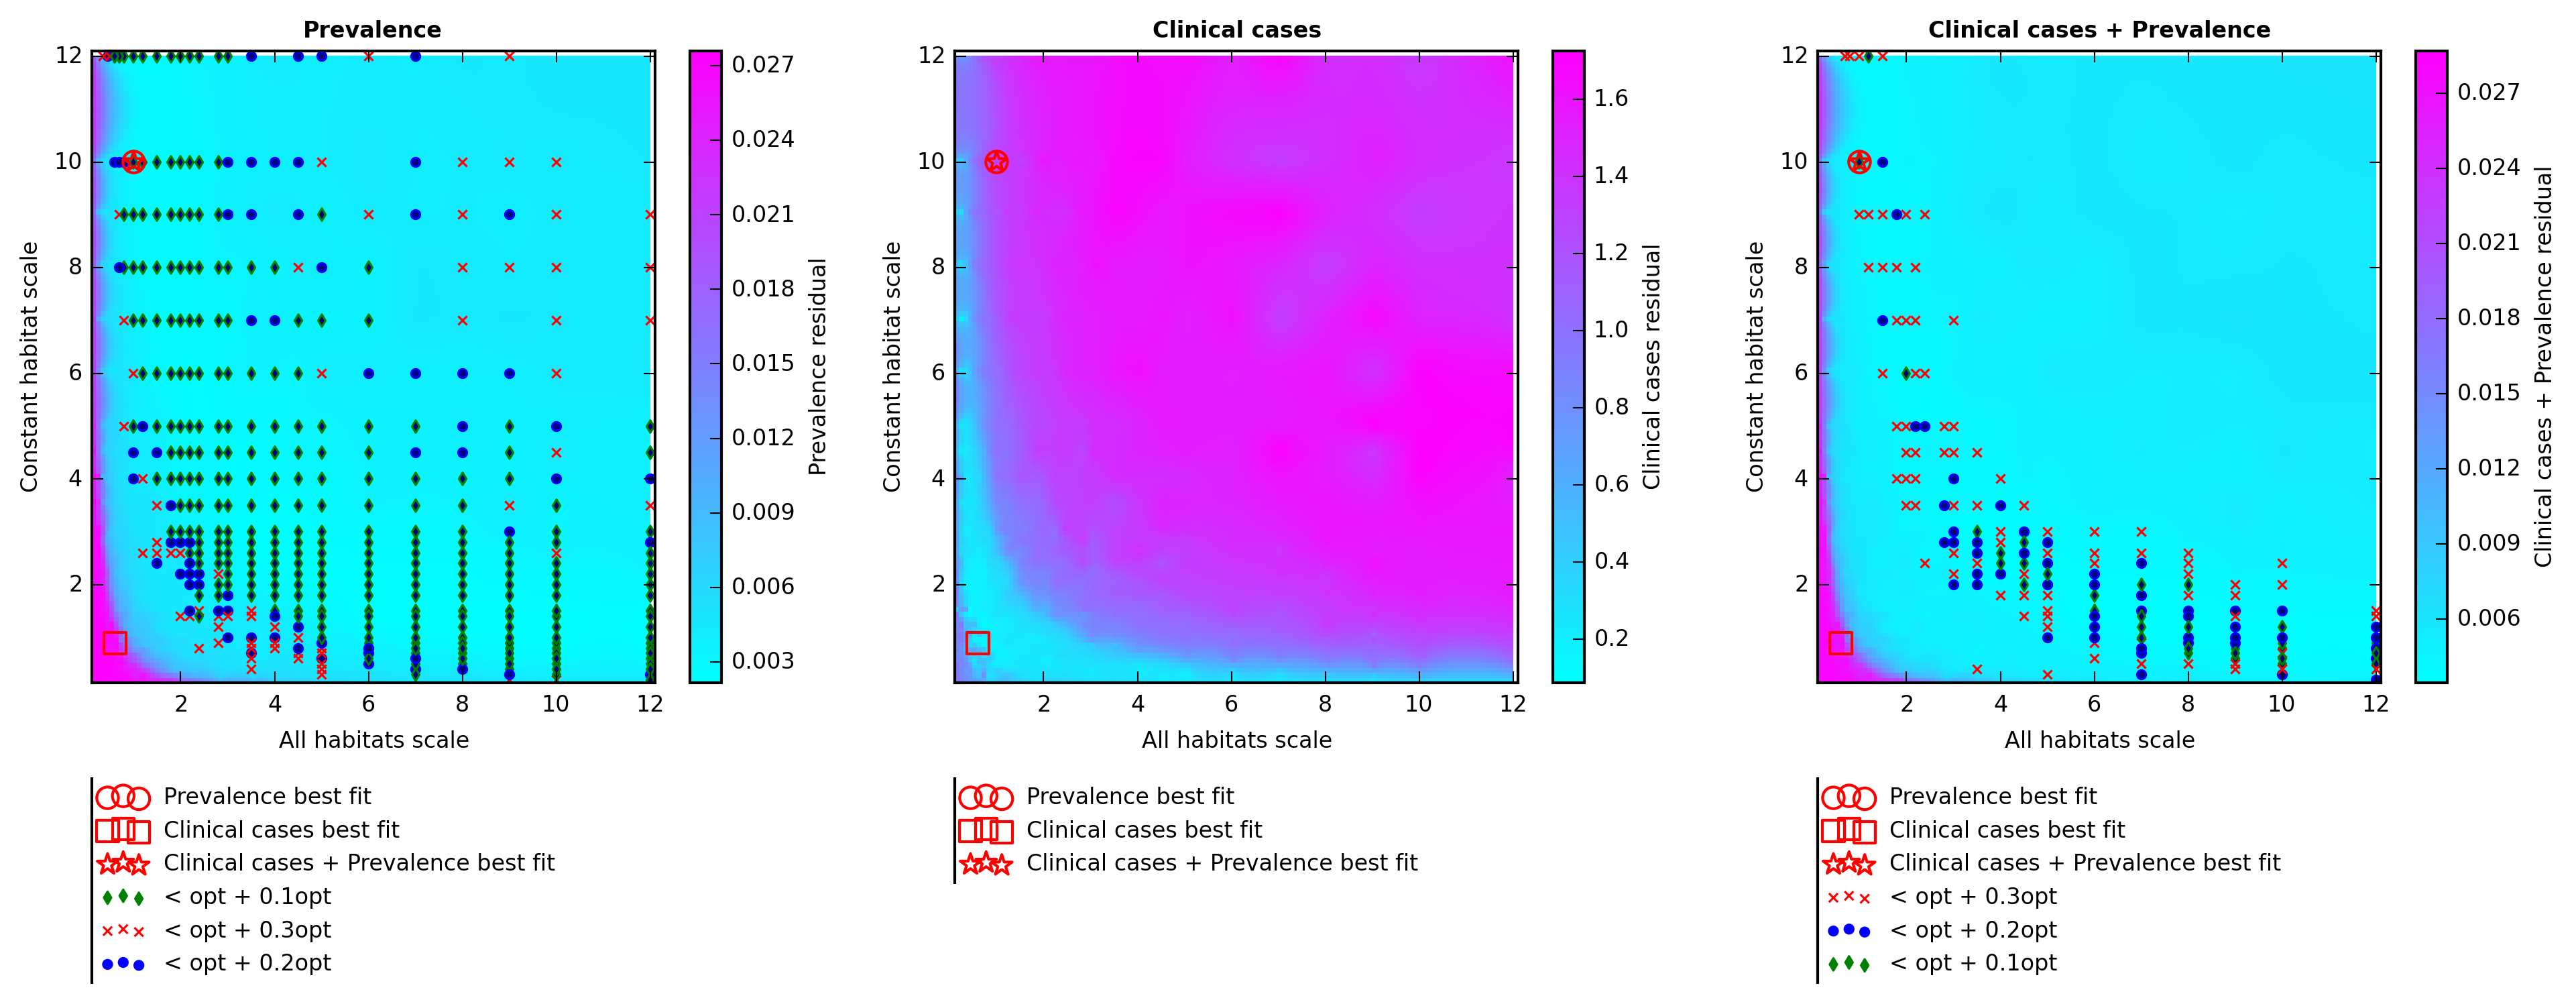 Prevalence
12
10
8
6
4
2
2
4
6
8
10
12
Constant habitat scale
All habitats scale
0.027
0.024
0.021
0.018
0.015
0.012
0.009
0.006
0.003
Prevalence residual
Prevalence best fit
Clinical cases best fit
Clinical cases + Prevalence best fit
< opt + 0.1opt
< opt + 0.3opt
< opt + 0.2opt
Clinical cases
12
10
8
6
4
2
2
4
6
8
10
12
Constant habitat scale
All habitats scale
1.6
1.4
1.2
1.0
0.8
0.6
0.4
0.2
Clinical cases residual
Prevalence best fit
Clinical cases best fit
Clinical cases + Prevalence best fit
Clinical cases + Prevalence
12
10
8
6
4
2
2
4
6
8
10
12
Constant habitat scale
All habitats scale
0.027
0.024
0.021
0.018
0.015
0.012
0.009
0.006
Clinical cases + Prevalence residual
Prevalence best fit
Clinical cases best fit
Clinical cases + Prevalence best fit
< opt + 0.3opt
< opt + 0.2opt
< opt + 0.1opt